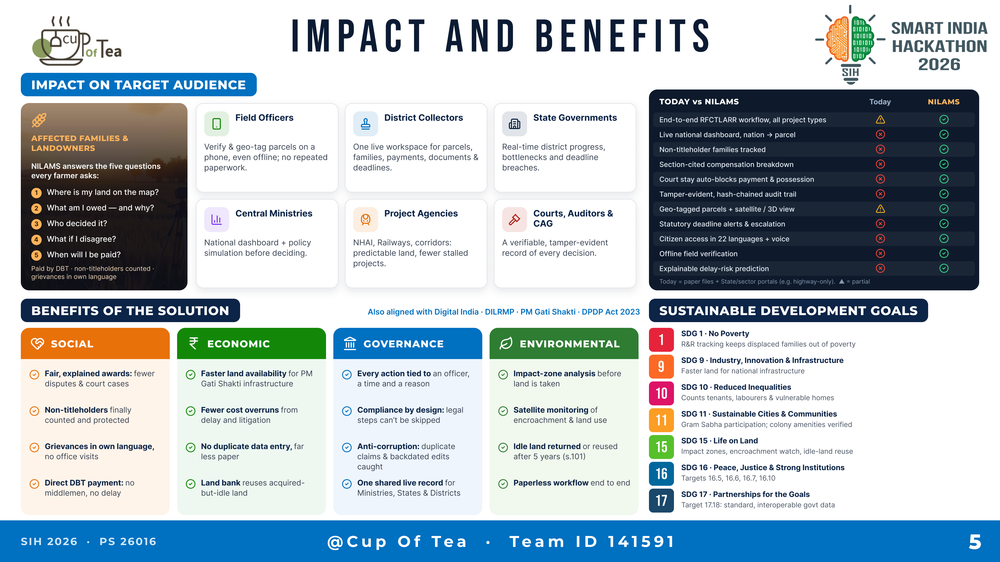 cup of Tea
IMPACT AND BENEFITS
SIH
SMART INDIA
HACKATHON
2026
IMPACT ON TARGET AUDIENCE
AFFECTED FAMILIES &
LANDOWNERS
NILAMS answers the five questions
every farmer asks:
1 Where is my land on the map?
2 What am I owed — and why?
3 Who decided it?
4 What if I disagree?
5 When will I be paid?
Paid by DBT · non-titleholders counted ·
grievances in own language
Field Officers
Verify & geo-tag parcels on a
phone, even offline; no repeated
paperwork.
District Collectors
One live workspace for parcels,
families, payments, documents &
deadlines.
State Governments
Real-time district progress,
bottlenecks and deadline
breaches.
Central Ministries
National dashboard + policy
simulation before deciding.
Project Agencies
NHAI, Railways, corridors:
predictable land, fewer stalled
projects.
Courts, Auditors &
CAG
A verifiable, tamper-evident
record of every decision.
TODAY vs NILAMS Today NILAMS
End-to-end RFCTLARR workflow, all project types
Live national dashboard, nation → parcel
Non-titleholder families tracked
Section-cited compensation breakdown
Court stay auto-blocks payment & possession
Tamper-evident, hash-chained audit trail
Geo-tagged parcels + satellite / 3D view
Statutory deadline alerts & escalation
Citizen access in 22 languages + voice
Offline field verification
Explainable delay-risk prediction
Today = paper files + State/sector portals (e.g. highway-only). ▲ = partial
BENEFITS OF THE SOLUTION
Also aligned with Digital India · DILRMP · PM Gati Shakti · DPDP Act 2023
SOCIAL
Fair, explained awards: fewer
disputes & court cases
Non-titleholders finally
counted and protected
Grievances in own language,
no office visits
Direct DBT payment: no
middlemen, no delay
₹ ECONOMIC
Faster land availability for PM
Gati Shakti infrastructure
Fewer cost overruns from
delay and litigation
No duplicate data entry, far
less paper
Land bank reuses acquired-
but-idle land
GOVERNANCE
Every action tied to an officer,
a time and a reason
Compliance by design: legal
steps can’t be skipped
Anti-corruption: duplicate
claims & backdated edits
caught
One shared live record for
Ministries, States & Districts
ENVIRONMENTAL
Impact-zone analysis before
land is taken
Satellite monitoring of
encroachment & land use
Idle land returned or reused
after 5 years (s.101)
Paperless workflow end to end
SUSTAINABLE DEVELOPMENT GOALS
1 SDG 1 · No Poverty
R&R tracking keeps displaced families out of poverty
9 SDG 9 · Industry, Innovation & Infrastructure
Faster land for national infrastructure
10 SDG 10 · Reduced Inequalities
Counts tenants, labourers & vulnerable homes
11 SDG 11 · Sustainable Cities & Communities
Gram Sabha participation; colony amenities verified
15 SDG 15 · Life on Land
Impact zones, encroachment watch, idle-land reuse
16 SDG 16 · Peace, Justice & Strong Institutions
Targets 16.5, 16.6, 16.7, 16.10
17 SDG 17 · Partnerships for the Goals
Target 17.18: standard, interoperable govt data
SIH 2026 · PS 26016
@Cup Of Tea · Team ID 141591
5